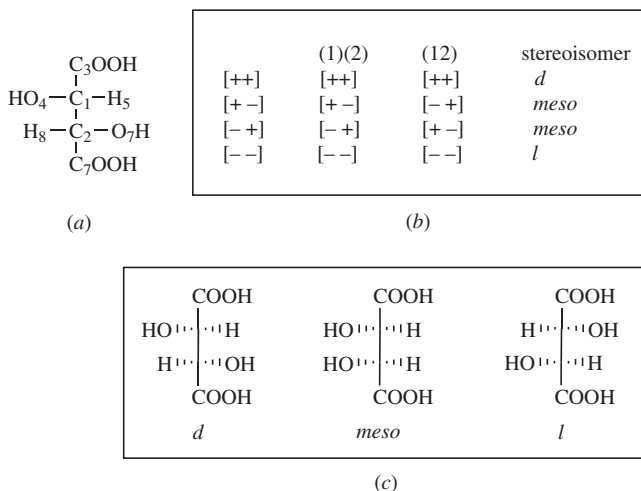 C₃OOH
HO₄ C₁ H₅
H₈ C₂ O₇H
C₇OOH
(a)
(1)(2) (12) stereoisomer
[++] [++] [++] d
[+ –] [+ –] [– +] meso
[– +] [– +] [+ –] meso
[– –] [– –] [– –] l
(b)
COOH COOH COOH
HO H HO H H OH
H OH HO H HO H
COOH COOH COOH
d meso l
(c)